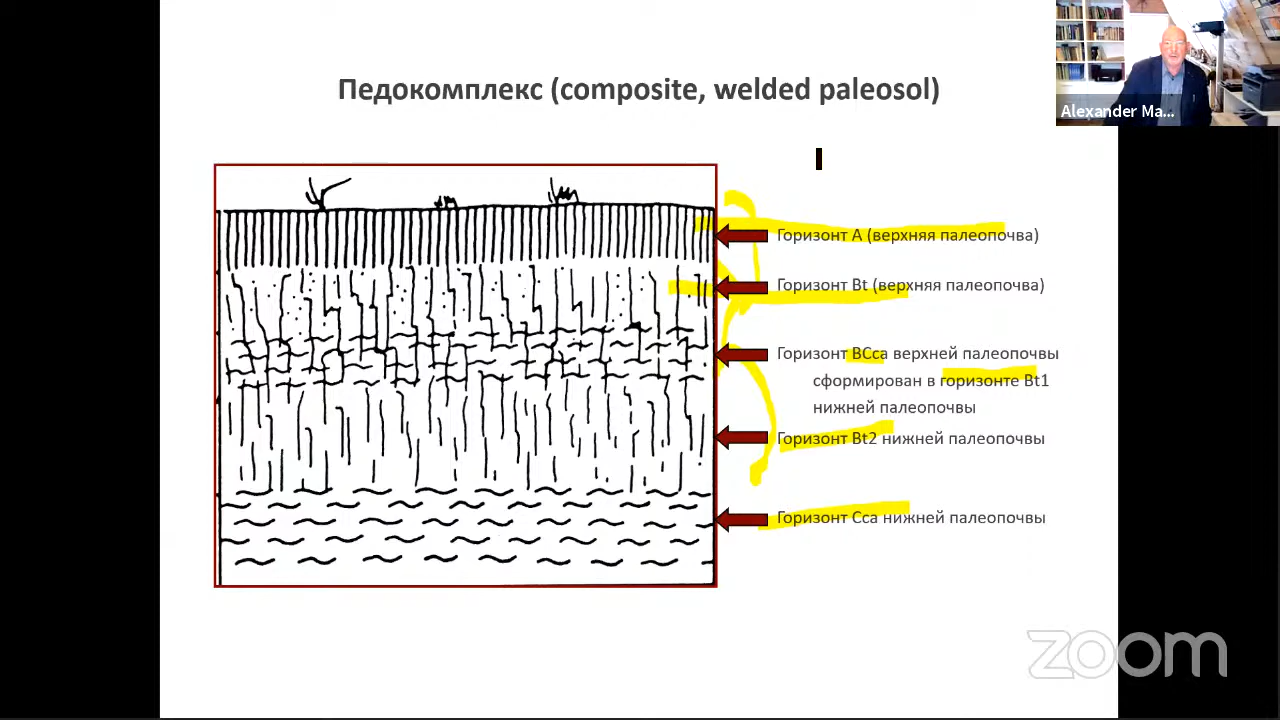 Педокомплекс (composite, welded paleosol)
Alexander Ma...
Горизонт А (верхняя палеопочва)
Горизонт Bt (верхняя палеопочва)
Горизонт BCca верхней палеопочвы
сформирован в горизонте Bt1
нижней палеопочвы
Горизонт Bt2 нижней палеопочвы
Горизонт Сса нижней палеопочвы
zoom